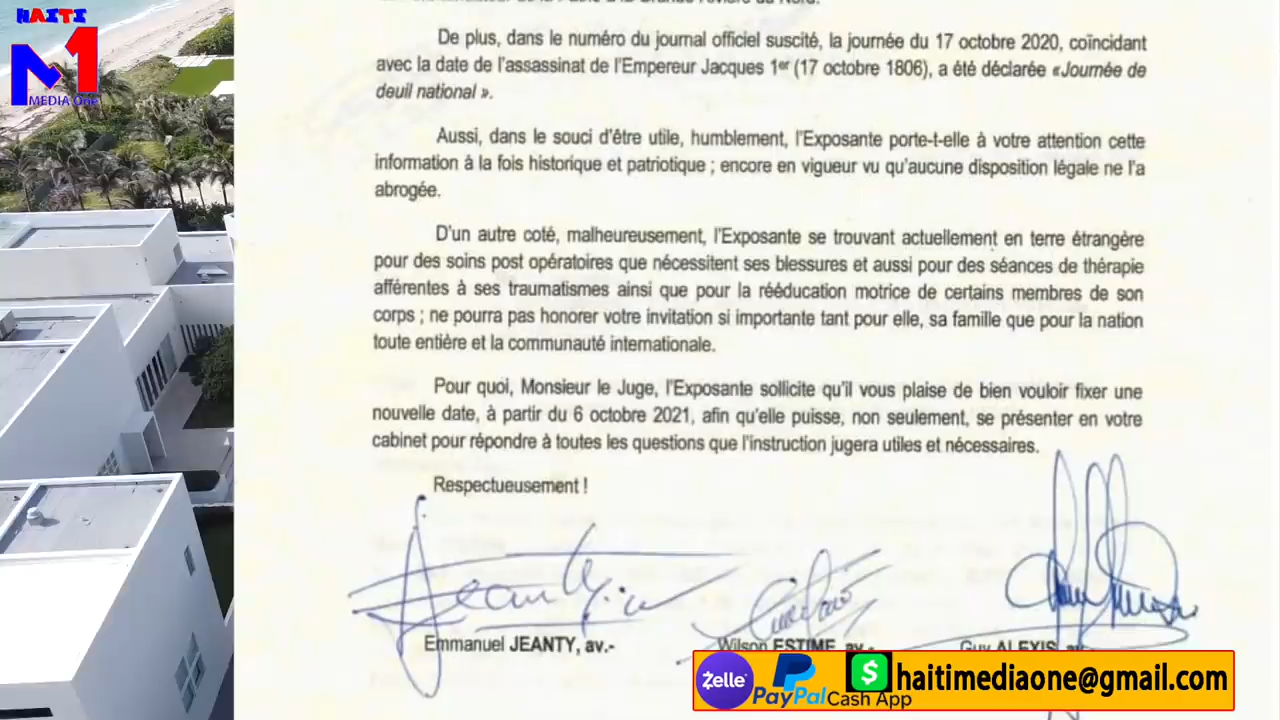 HAITI
M1
MEDIA One
De plus, dans le numéro du journal officiel suscité, la journée du 17 octobre 2020, coïncidant
avec la date de l'assassinat de l'Empereur Jacques 1er (17 octobre 1806), a été déclarée «Journée de
deuil national ».
Aussi, dans le souci d'être utile, humblement, l'Exposante porte-t-elle à votre attention cette
information à la fois historique et patriotique ; encore en vigueur vu qu'aucune disposition légale ne l'a
abrogée.
D'un autre coté, malheureusement, l'Exposante se trouvant actuellement en terre étrangère
pour des soins post opératoires que nécessitent ses blessures et aussi pour des séances de thérapie
afférentes à ses traumatismes ainsi que pour la rééducation motrice de certains membres de son
corps ; ne pourra pas honorer votre invitation si importante tant pour elle, sa famille que pour la nation
toute entière et la communauté internationale.
Pour quoi, Monsieur le Juge, l'Exposante sollicite qu'il vous plaise de bien vouloir fixer une
nouvelle date, à partir du 6 octobre 2021, afin qu'elle puisse, non seulement, se présenter en votre
cabinet pour répondre à toutes les questions que l'instruction jugera utiles et nécessaires.
Respectueusement !
Emmanuel JEANTY, av.-
Wilson ESTIME, av.-
Guy ALEXIS, av.
Zelle
PayPal
$
Cash App
haitimediaone@gmail.com